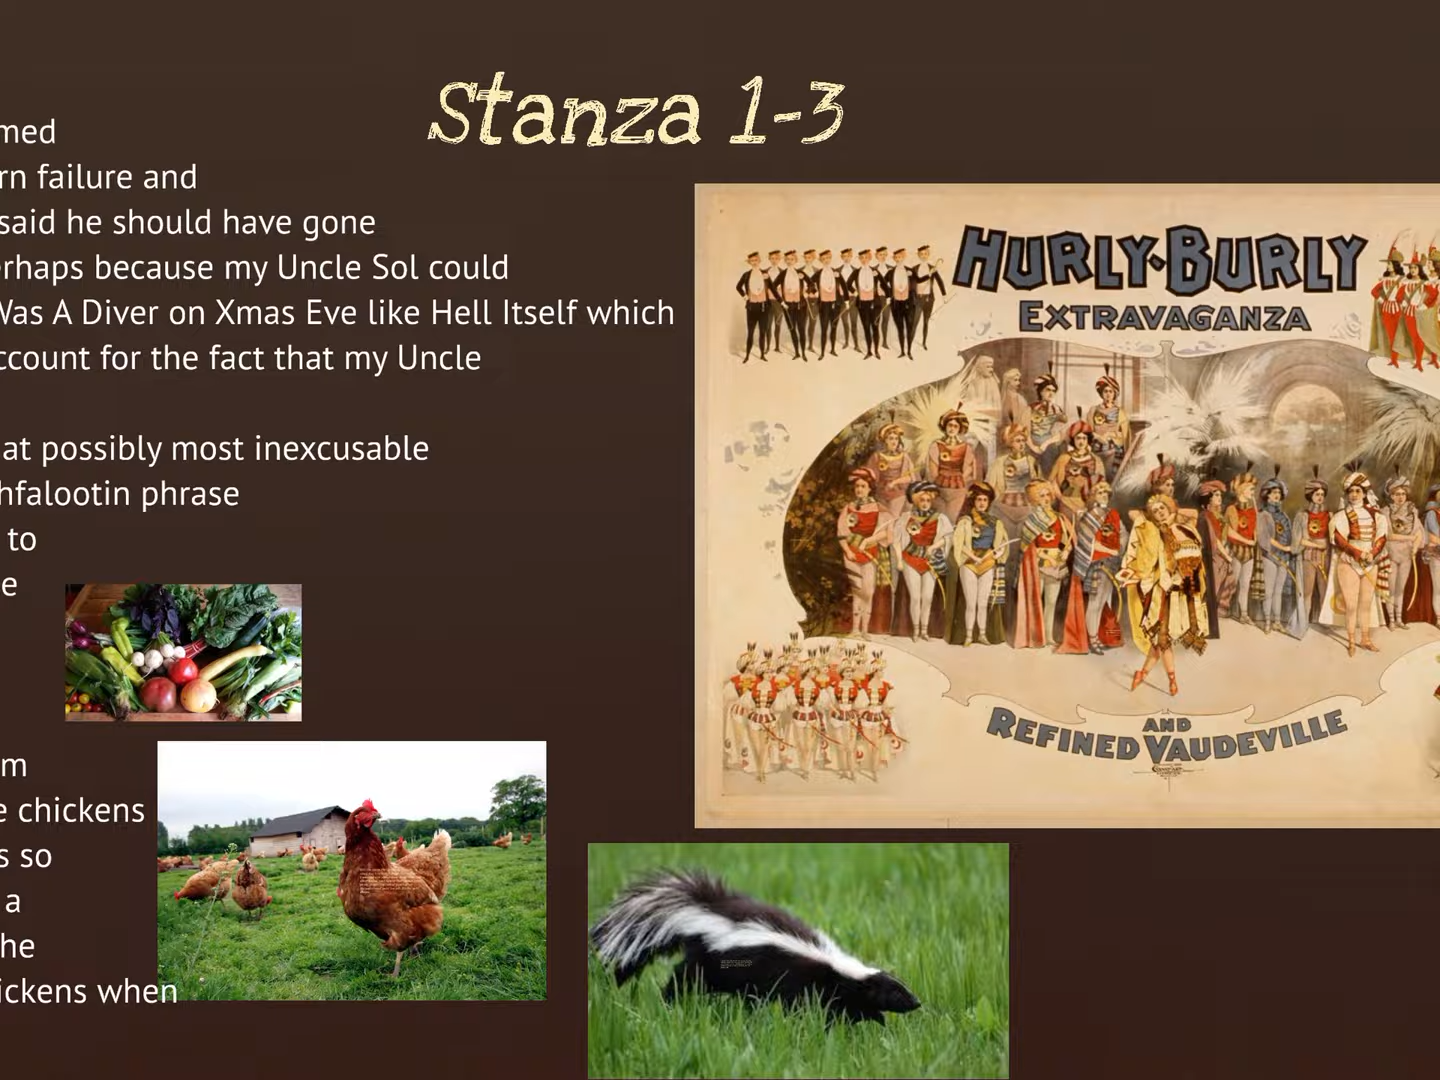 Stanza 1-3
med
rn failure and
said he should have gone
erhaps because my Uncle Sol could
Was A Diver on Xmas Eve like Hell Itself which
ccount for the fact that my Uncle
at possibly most inexcusable
hfalootin phrase
to
e
m
e chickens
s so
a
he
ickens when
HURLY-BURLY
EXTRAVAGANZA
AND
REFINED VAUDEVILLE